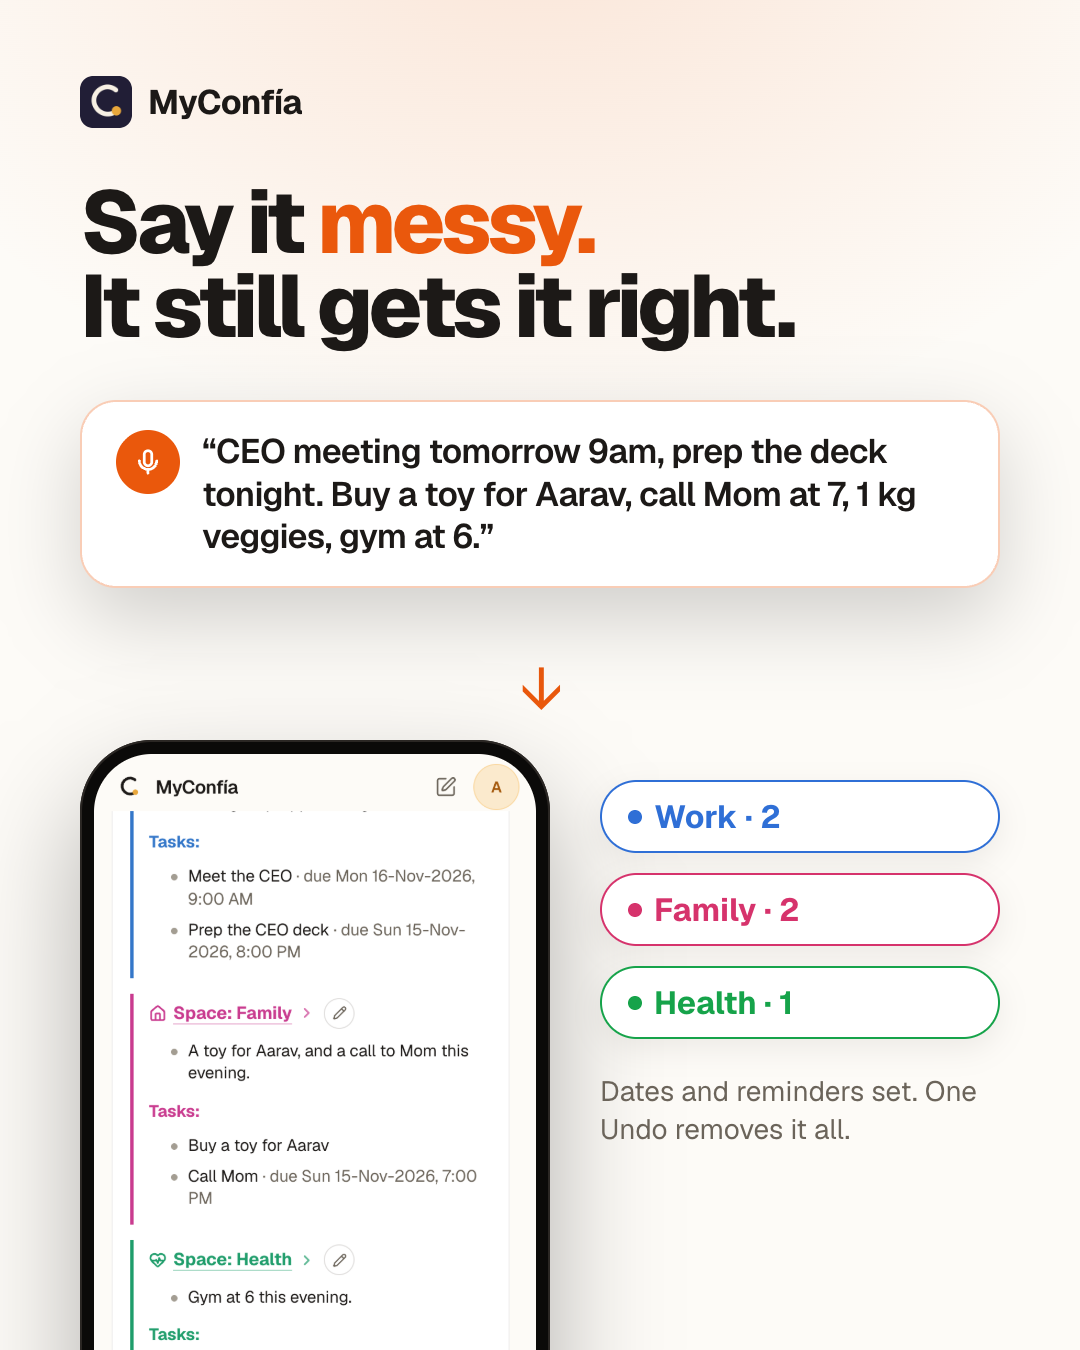 MyConfía
Say it messy.
It still gets it right.
“CEO meeting tomorrow 9am, prep the deck
tonight. Buy a toy for Aarav, call Mom at 7, 1 kg
veggies, gym at 6.”
MyConfía
A
Tasks:
Meet the CEO · due Mon 16-Nov-2026,
9:00 AM
Prep the CEO deck · due Sun 15-Nov-
2026, 8:00 PM
Space: Family
A toy for Aarav, and a call to Mom this
evening.
Tasks:
Buy a toy for Aarav
Call Mom · due Sun 15-Nov-2026, 7:00
PM
Space: Health
Gym at 6 this evening.
Tasks:
Work · 2
Family · 2
Health · 1
Dates and reminders set. One
Undo removes it all.